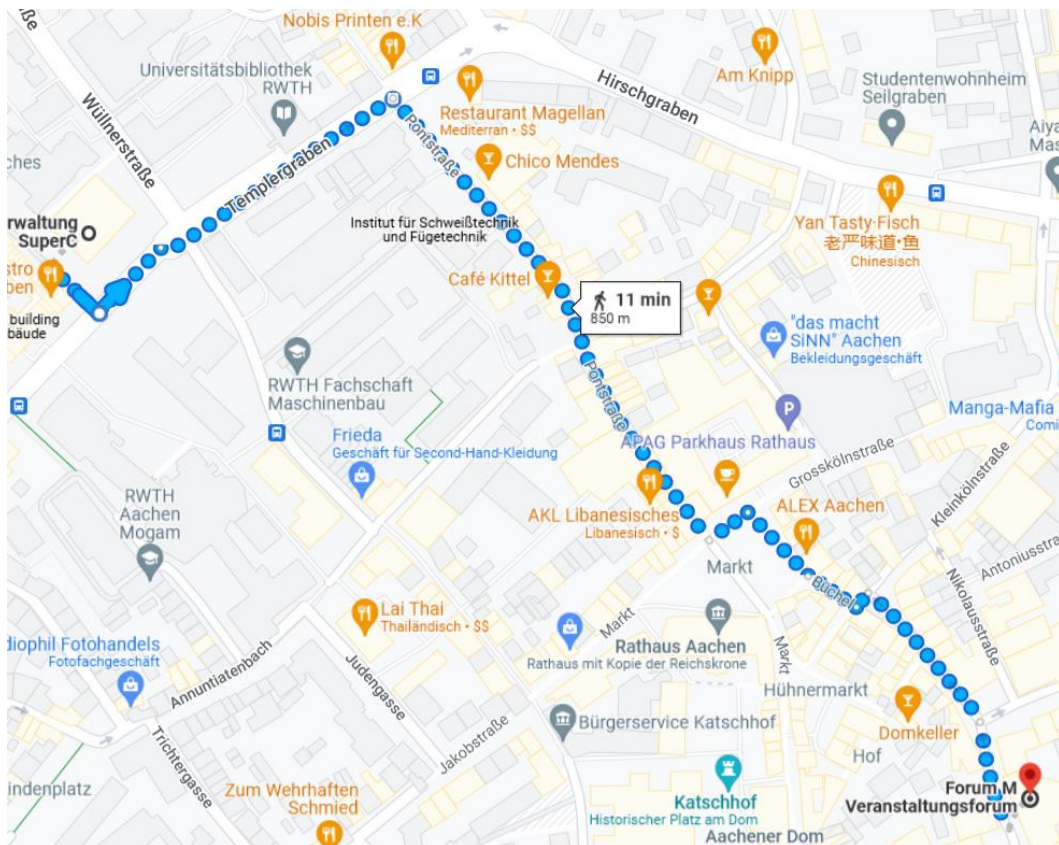 Nobis Printen e.K
Universitätsbibliothek
RWTH
Wüllnerstraße
Am Knipp
Hirschgraben
Studentenwohnheim
Seilgraben
Restaurant Magellan
Mediterran • $$
Pontstraße
Templergraben
Chico Mendes
Yan Tasty·Fisch
老严味道•鱼
Chinesisch
Institut für Schweißtechnik
und Fügetechnik
SuperC
Café Kittel
11 min
850 m
building
"das macht
SiNN" Aachen
Bekleidungsgeschäft
RWTH Fachschaft
Maschinenbau
Pontstraße
P
Manga-Mafia
Frieda
Geschäft für Second-Hand-Kleidung
APAG Parkhaus Rathaus
Grosskölnstraße
Kleinkölnstraße
RWTH
Aachen
Mogam
AKL Libanesisches
Libanesisch • $
ALEX Aachen
Markt
Büchel
Nikolausstraße
Lai Thai
Thailändisch • $$
Markt
Rathaus Aachen
Rathaus mit Kopie der Reichskrone
Markt
Fotohandels
Fotofachgeschäft
Annuntiatenbach
Judengasse
Hühnermarkt
Bürgerservice Katschhof
Domkeller
Jakobstraße
Hof
Trichtergasse
Zum Wehrhaften
Schmied
Katschhof
Historischer Platz am Dom
Aachener Dom
Forum M
Veranstaltungsforum